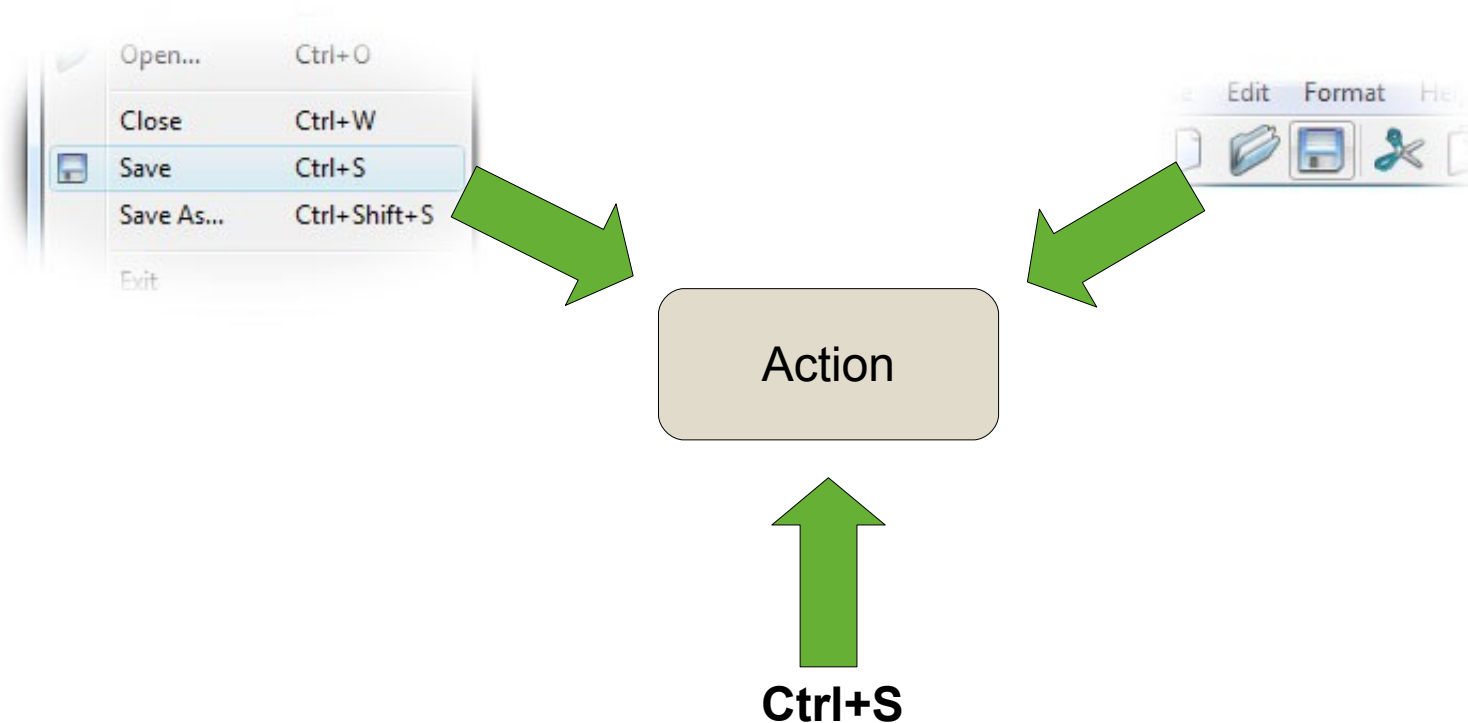 Open... Ctrl+O
Close Ctrl+W
Save Ctrl+S
Save As... Ctrl+Shift+S
Exit
Edit Format
Action
Ctrl+S